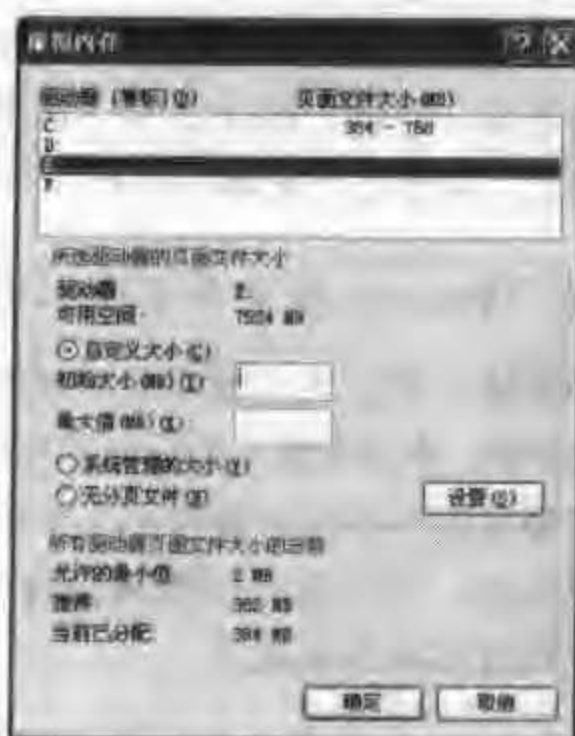 虚拟内存
驱动器 [卷标](D) 页面文件大小(MB)
C: 384 - 768
D:
E:
F:
所选驱动器的页面文件大小
驱动器: E:
可用空间: MB
自定义大小(C)
初始大小(MB)(I):
最大值(MB)(X):
系统管理的大小(Y)
无分页文件(N)
设置(S)
所有驱动器页面文件大小的总数
允许的最小值: 2 MB
推荐: MB
当前已分配: 384 MB
确定 取消